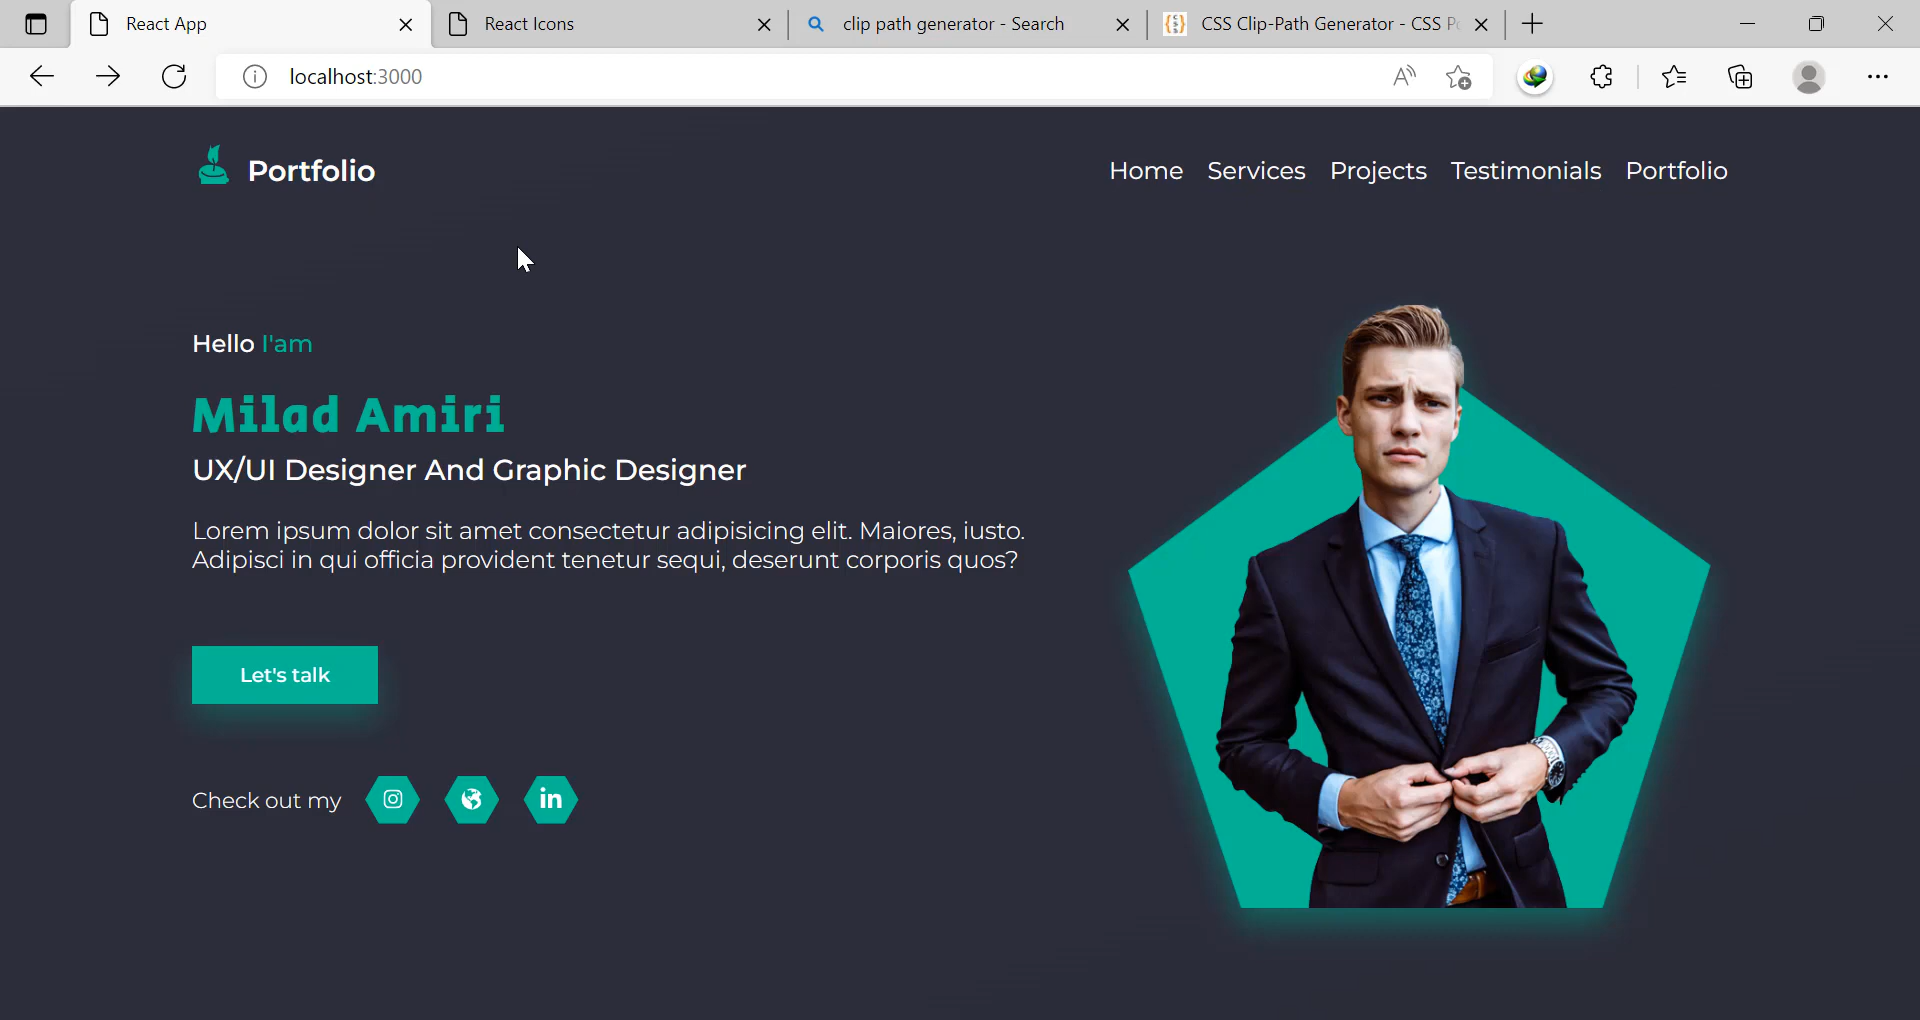 React App
React Icons
clip path generator - Search
CSS Clip-Path Generator - CSS P
localhost:3000
Portfolio
Home Services Projects Testimonials Portfolio
Hello I'am
Milad Amiri
UX/UI Designer And Graphic Designer
Lorem ipsum dolor sit amet consectetur adipisicing elit. Maiores, iusto.
Adipisci in qui officia provident tenetur sequi, deserunt corporis quos?
Let's talk
Check out my
in